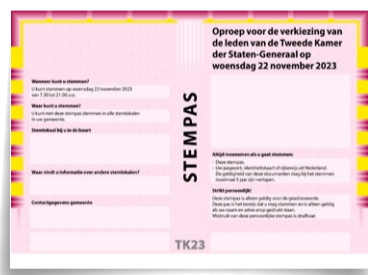 Oproep voor de verkiezing van
de leden van de Tweede Kamer
der Staten-Generaal op
woensdag 22 november 2023
Wanneer kunt u stemmen?
U kunt stemmen op woensdag 22 november 2023
van 7.30 tot 21.00 uur.
Waar kunt u stemmen?
U kunt met deze stempas stemmen in alle stemlokalen
in uw gemeente.
Stemlokaal bij u in de buurt
Waar vindt u informatie over andere stemlokalen?
Contactgegevens gemeente
STEMPAS
TK23
Altijd meenemen als u gaat stemmen:
- Deze stempas.
- Uw paspoort, identiteitskaart of rijbewijs uit Nederland.
De geldigheid van deze documenten mag bij het stemmen
maximaal 5 jaar zijn verlopen.
Strikt persoonlijk!
Deze stempas is alleen geldig voor de geadresseerde.
Deze pas is het bewijs dat u mag stemmen en is alleen geldig
als uw naam en adres erop gedrukt staan.
Misbruik van deze persoonlijke stempas is strafbaar.